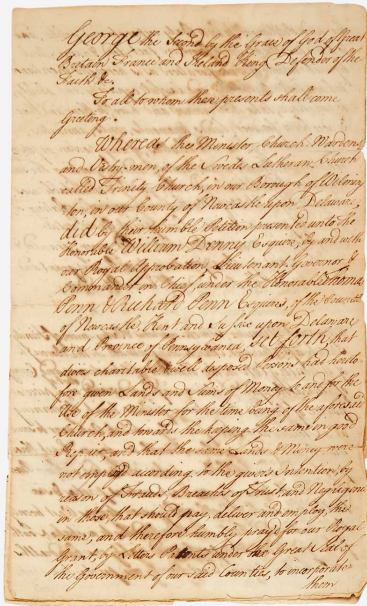 George the Second by the Grace of God, of Great
Britain France and Ireland King Defender of the
Faith &c.
To all to whom these presents shall come
Greeting.
Whereas the Minister Church Wardens
and Vestry men, of the Swedes Lutheran Church
called Trinity Church, in our Borough of Wilming
ton, in our County of Newcastle upon Delaware,
did by their humble Petition presented unto the
Honorable William Denny Esquire, by and with
our Royal Approbation, Lieutenant Governor &
Commander in Chief under the Honorable Thomas
Penn & Richard Penn Esquires, of the Counties
of Newcastle, Kent and Sussex upon Delaware
and Province of Pennsylvania, Set forth, that
divers charitable & well disposed Persons had hereto
fore given Lands and Sums of Money to and for the
Use of the Minister for the time being of the aforesaid
Church, and towards the keeping the same in good
Repair, and that the same Lands & Money were
not applied according to the givers Intention, by
reason of Frauds, Breaches of Trust and Negligence
in those, that should pay, deliver and employ, the
same, and therefore humbly prayed for our Royal
Grant, by Letters Patents under the Great Seal of
the Government of our said Counties, to incorporate
them